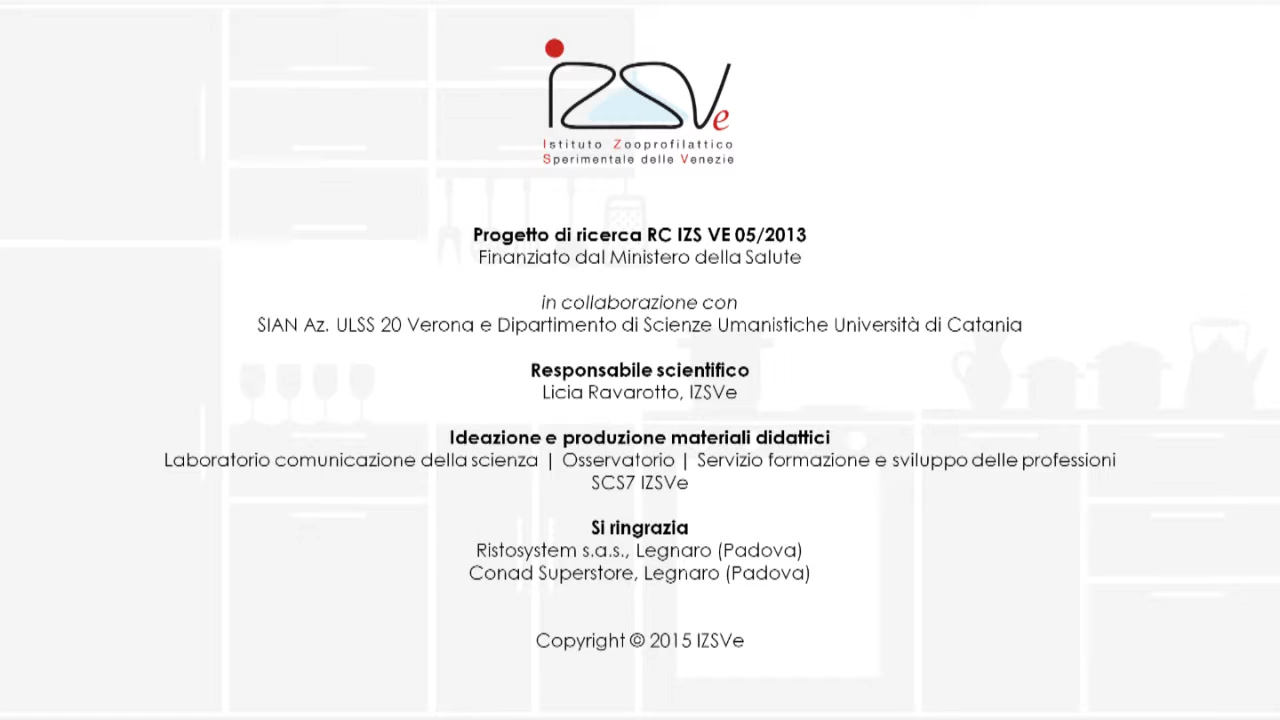 IZSVe
Istituto Zooprofilattico
Sperimentale delle Venezie
Progetto di ricerca RC IZS VE 05/2013
Finanziato dal Ministero della Salute
in collaborazione con
SIAN Az. ULSS 20 Verona e Dipartimento di Scienze Umanistiche Università di Catania
Responsabile scientifico
Licia Ravarotto, IZSVe
Ideazione e produzione materiali didattici
Laboratorio comunicazione della scienza | Osservatorio | Servizio formazione e sviluppo delle professioni
SCS7 IZSVe
Si ringrazia
Ristosystem s.a.s., Legnaro (Padova)
Conad Superstore, Legnaro (Padova)
Copyright © 2015 IZSVe